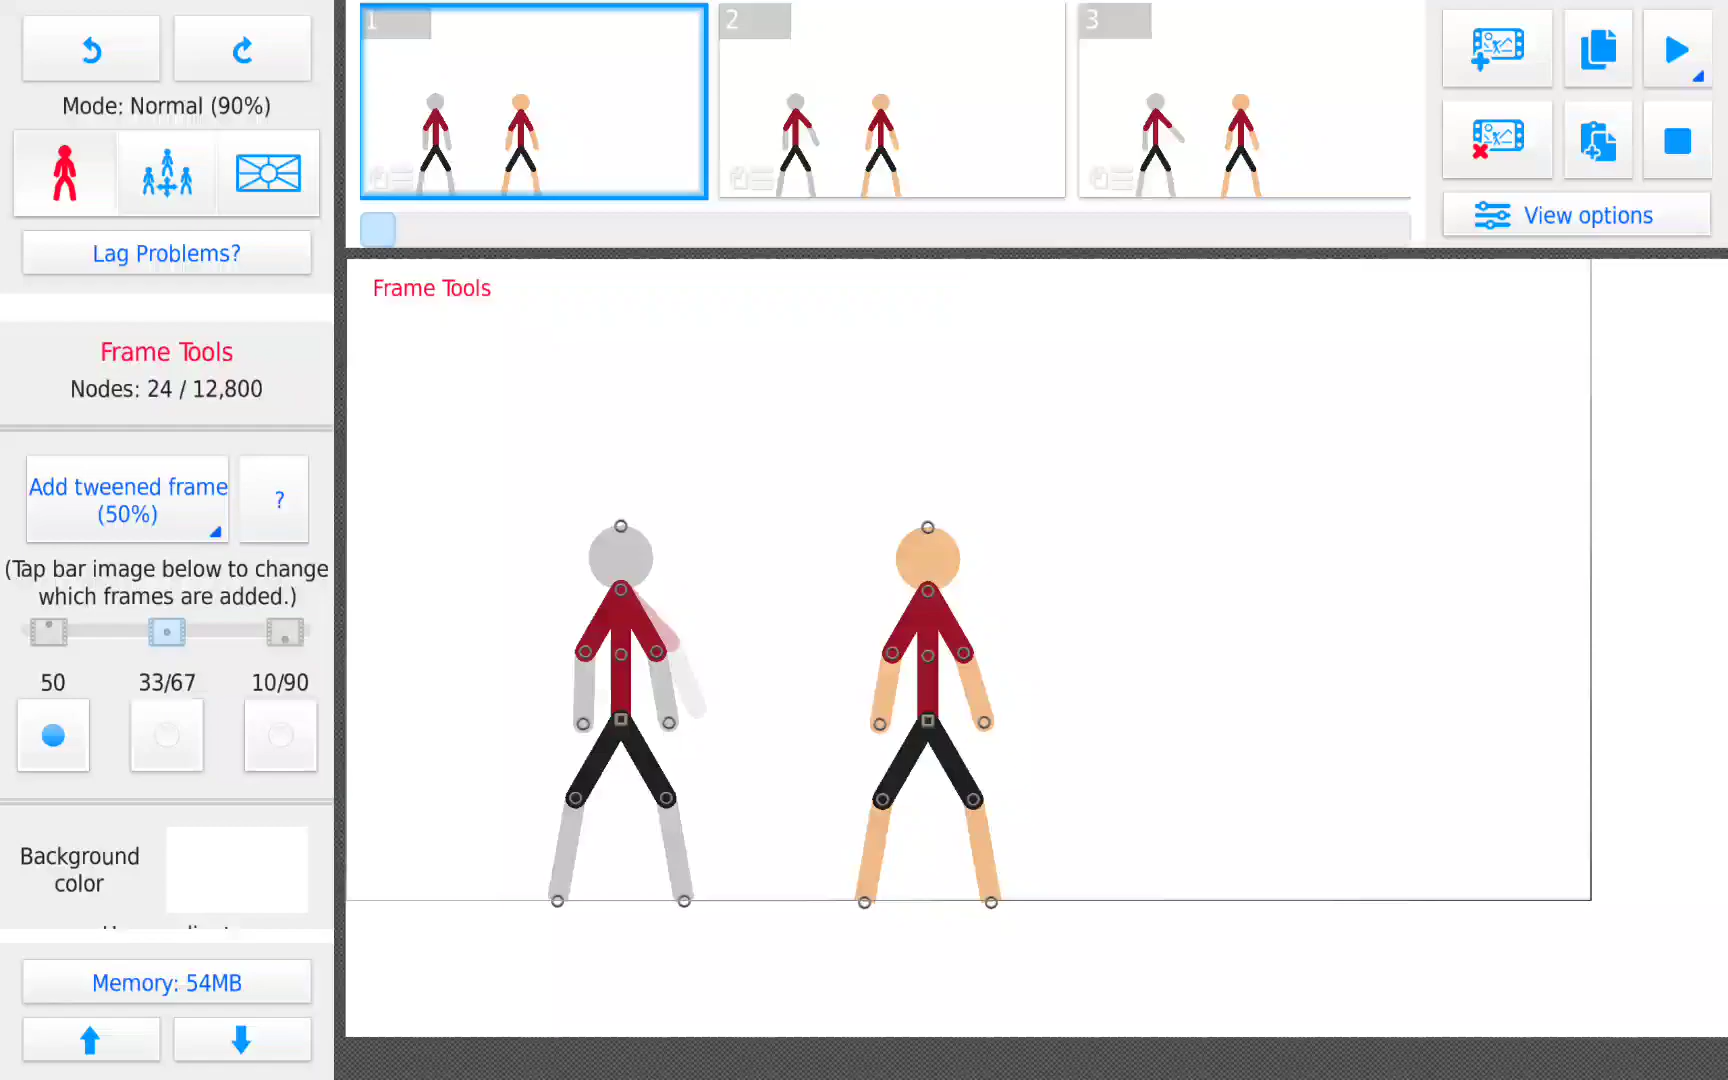 1
2
3
Mode: Normal (90%)
Lag Problems?
View options
Frame Tools
Frame Tools
Nodes: 24 / 12,800
Add tweened frame
(50%)
?
(Tap bar image below to change
which frames are added.)
50
33/67
10/90
Background
color
Memory: 54MB